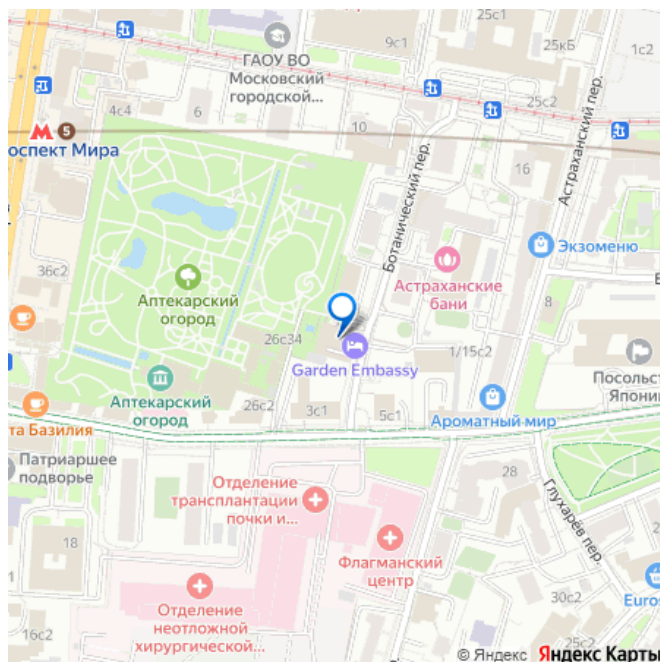 25с1
9с1
ГАОУ ВО
Московский
городской...
25кБ
1с2
Астраханский пер.
4с4
6
25с2
10
5
оспект Мира
Ботанический пер.
16
Экзоменю
Астраханские
бани
36с2
Аптекарский
огород
8
26с34
Garden Embassy
1/15с2
Посольст
Японии
Аптекарский
огород
26с2
3с1
5с1
Ароматный мир
та Базилия
Патриаршее
подворье
Отделение
трансплантации
почки и...
28
Глухарёв пер.
18
Флагманский
центр
Отделение
неотложной
хирургической...
30с2
Euros
16с2
25с2
© Яндекс Яндекс Карты